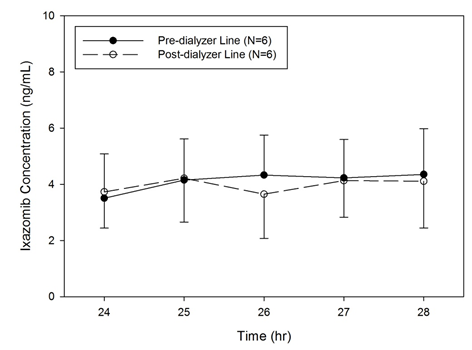 10
8
6
4
2
0
Ixazomib Concentration (ng/mL)
Pre-dialyzer Line (N=6)
Post-dialyzer Line (N=6)
24 25 26 27 28
Time (hr)